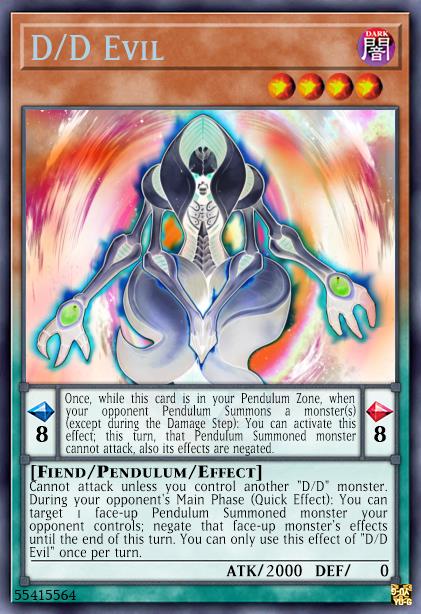 D/D Evil
DARK
闇
Once, while this card is in your Pendulum Zone, when
your opponent Pendulum Summons a monster(s)
(except during the Damage Step): You can activate
this effect; this turn, that Pendulum Summoned monster
cannot attack, also its effects are negated.
8
8
[Fiend/Pendulum/Effect]
Cannot attack unless you control another "D/D" monster.
During your opponent's Main Phase (Quick Effect): You can
target 1 face-up Pendulum Summoned monster your
opponent controls; negate that face-up monster's effects
until the end of this turn. You can only use this effect of "D/D
Evil" once per turn.
ATK/2000 DEF/ 0
55415564